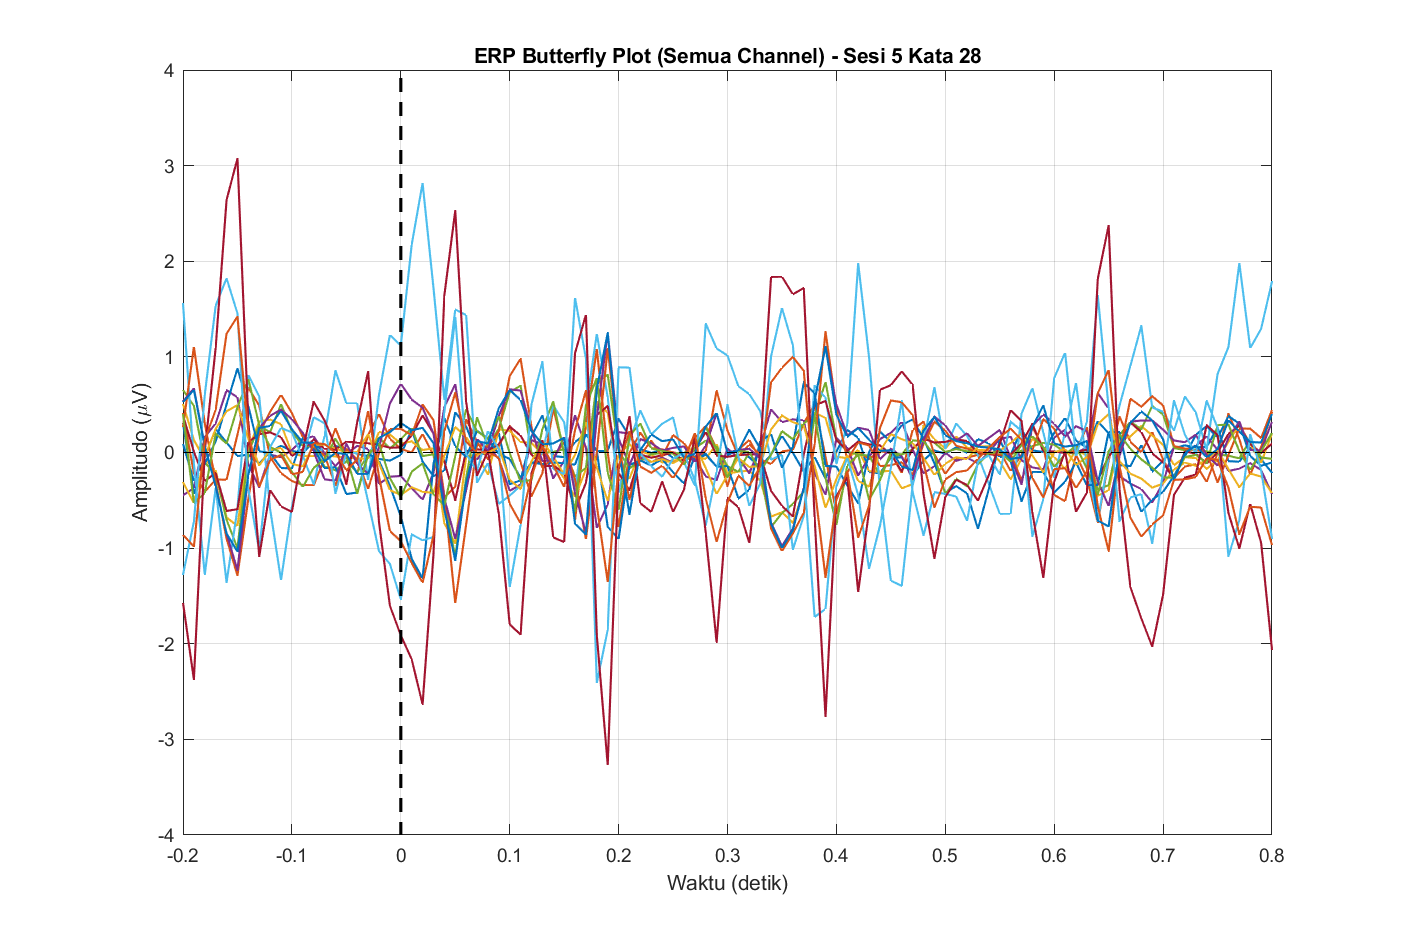 ERP Butterfly Plot (Semua Channel) - Sesi 5 Kata 28
4
3
2
1
0
-1
-2
-3
-4
Amplitudo (μV)
-0.2 -0.1 0 0.1 0.2 0.3 0.4 0.5 0.6 0.7 0.8
Waktu (detik)